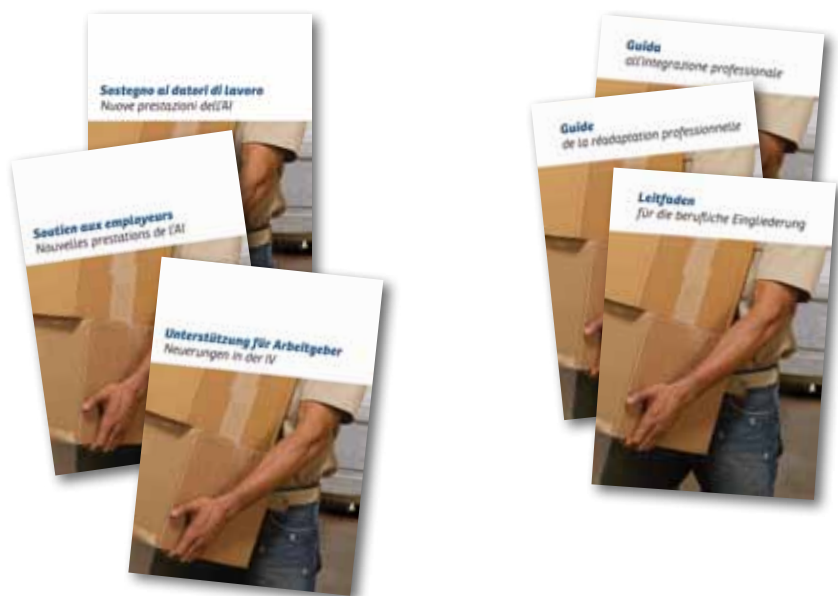 Sostegno ai datori di lavoro
Nuove prestazioni dell'AI
Soutien aux employeurs
Nouvelles prestations de l'AI
Unterstützung für Arbeitgeber
Neuerungen in der IV
Guida
all'integrazione professionale
Guide
de la réadaptation professionnelle
Leitfaden
für die berufliche Eingliederung